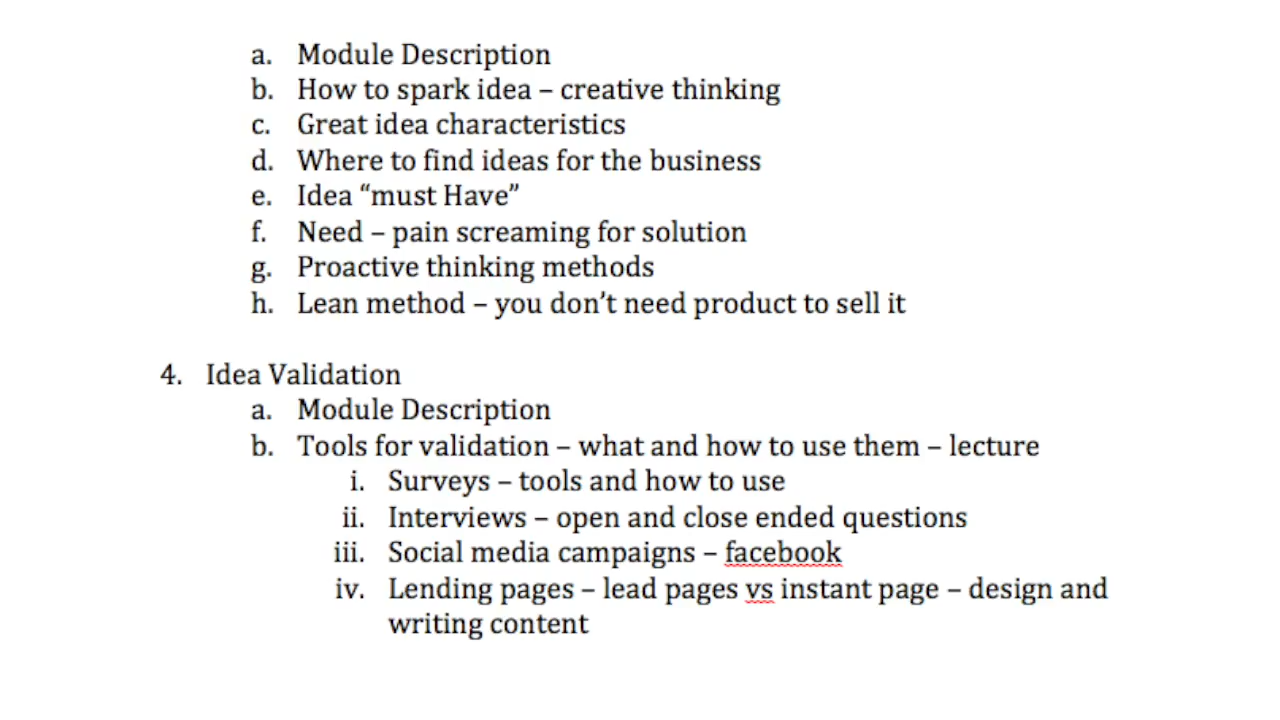 a. Module Description
b. How to spark idea – creative thinking
c. Great idea characteristics
d. Where to find ideas for the business
e. Idea “must Have”
f. Need – pain screaming for solution
g. Proactive thinking methods
h. Lean method – you don’t need product to sell it
4. Idea Validation
a. Module Description
b. Tools for validation – what and how to use them – lecture
i. Surveys – tools and how to use
ii. Interviews – open and close ended questions
iii. Social media campaigns – facebook
iv. Lending pages – lead pages vs instant page – design and
writing content